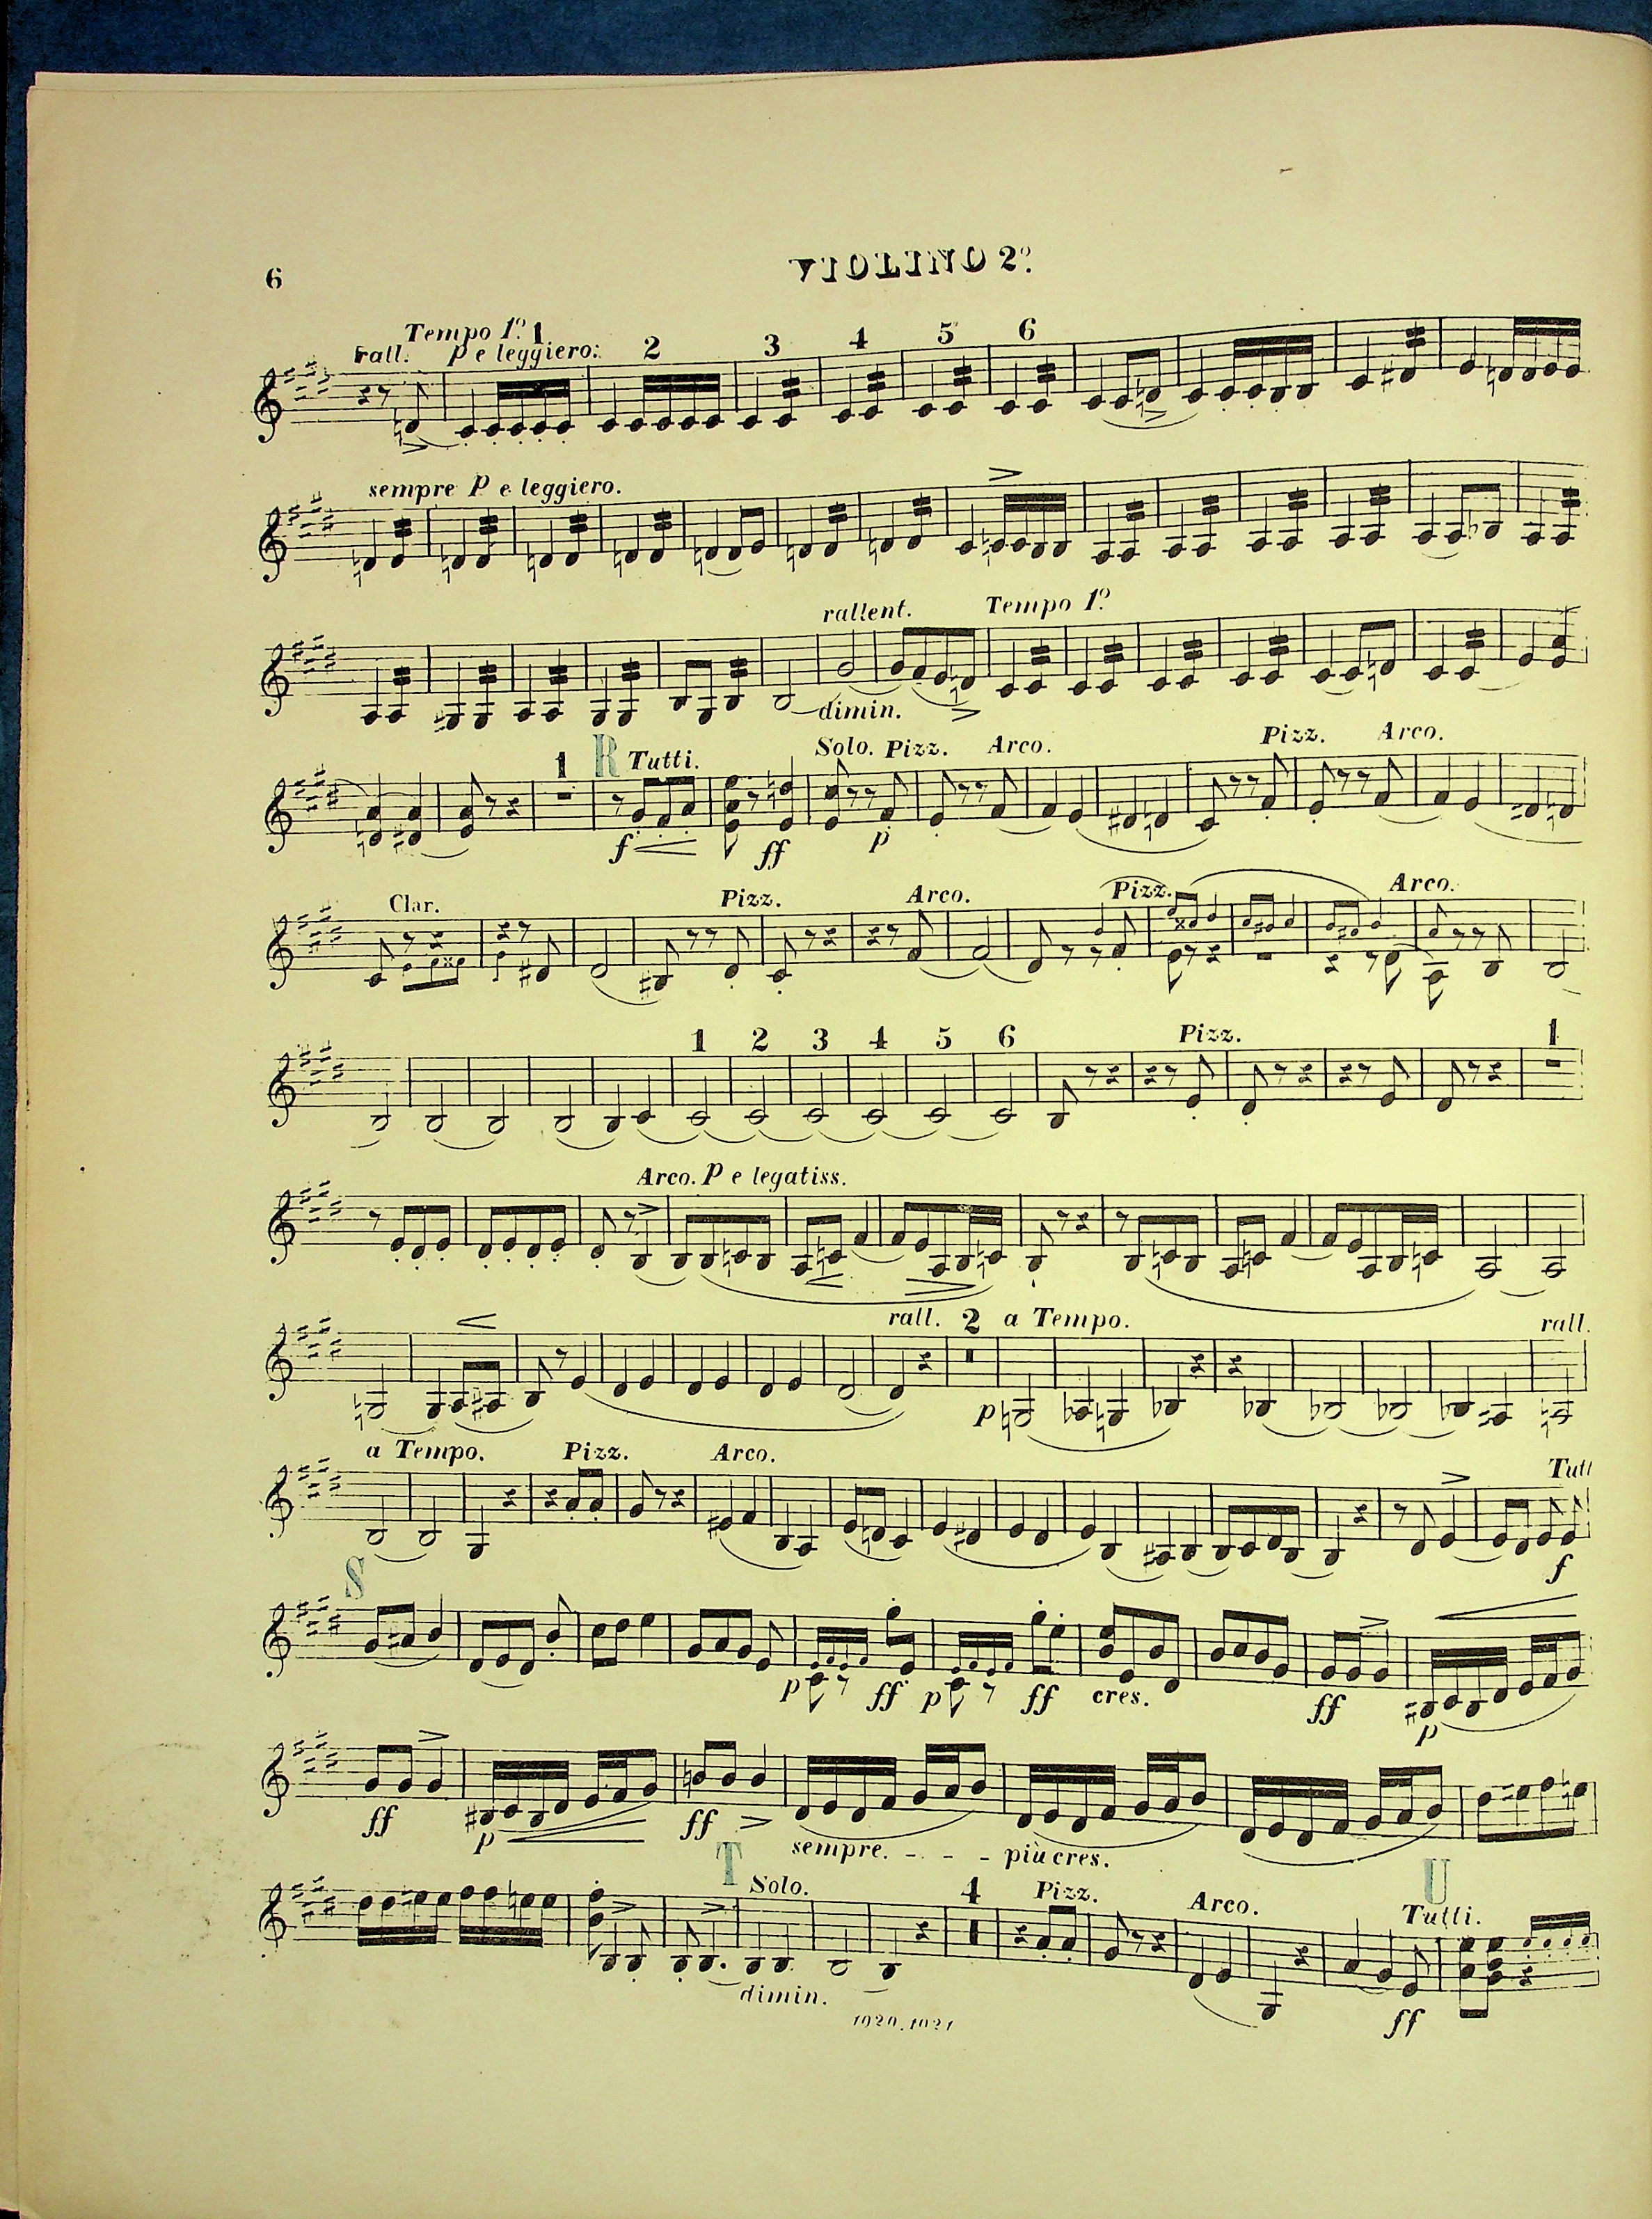 6
VIOLINO 2º.
Tempo 1º. 1
rall. p e leggiero: 2 3 4 5 6
sempre p e leggiero.
rallent. Tempo 1º.
dimin.
1 R Tutti. Solo. Pizz. Arco. Pizz. Arco.
f ff p
Clar. Pizz. Arco. Pizz. Arco.
1 2 3 4 5 6 Pizz. 1
Arco. p e legatiss.
rall. 2 a Tempo. rall.
p
a Tempo. Pizz. Arco. Tutt
f
S
p ff p ff cres. ff p
ff p ff sempre. - - - più cres.
T Solo. 4 Pizz. Arco. U Tutti.
dimin. ff
1920.1921